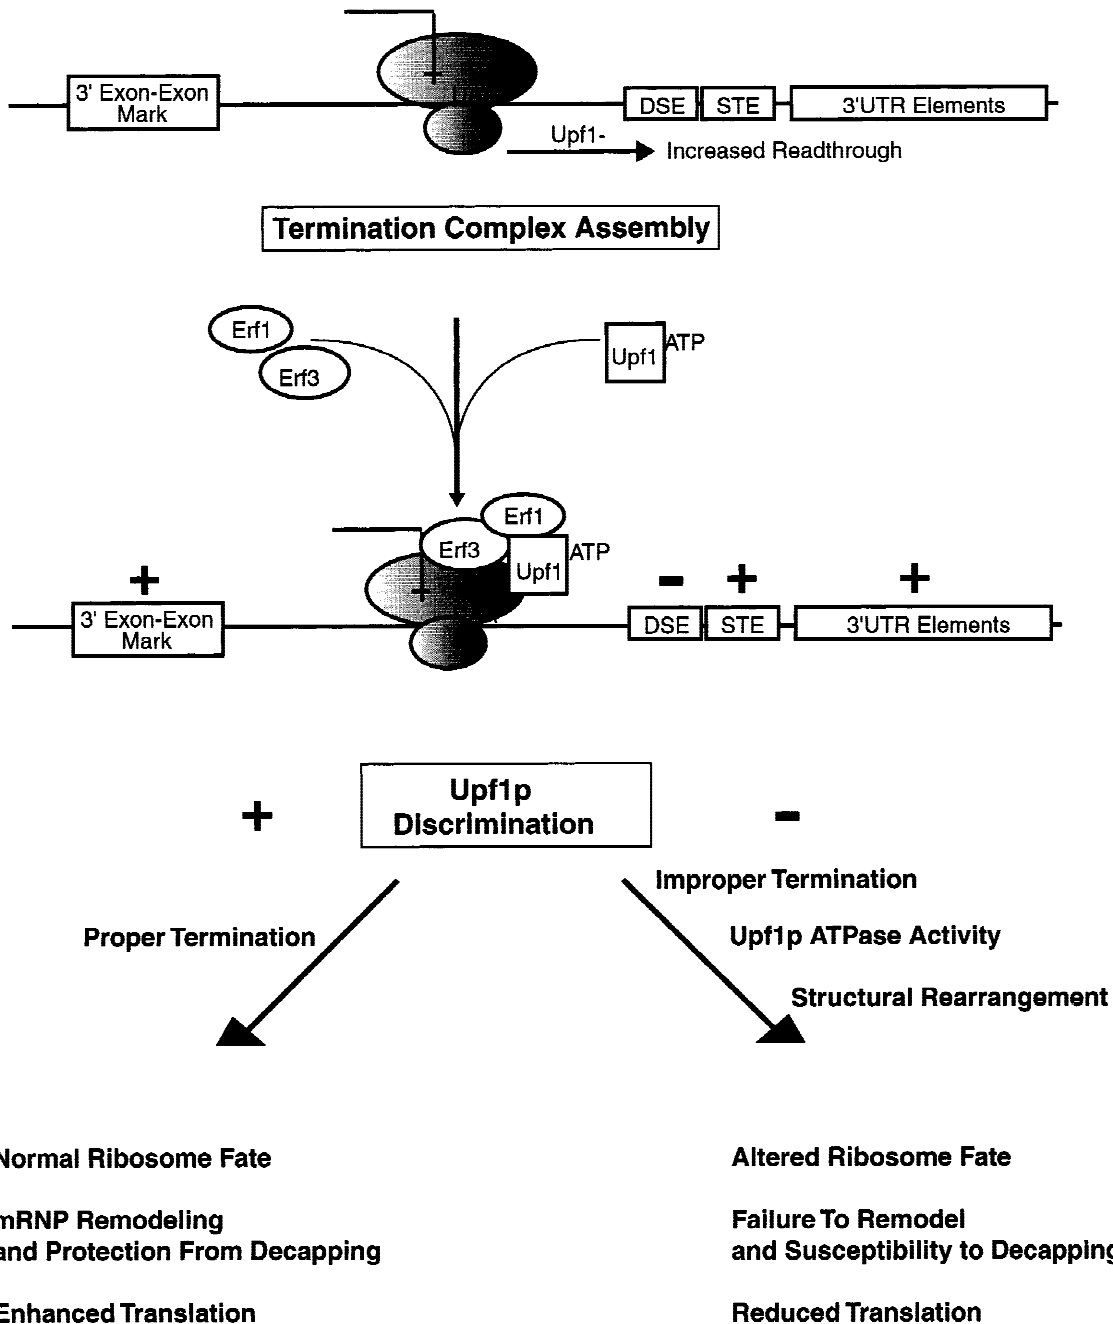 3' Exon-Exon
Mark
DSE
STE
3'UTR Elements
Upf1-
Increased Readthrough
Termination Complex Assembly
Erf1
Erf3
Upf1
ATP
Erf1
Erf3
Upf1
ATP
+
-
+
+
3' Exon-Exon
Mark
DSE
STE
3'UTR Elements
+
Upf1p
Discrimination
-
Improper Termination
Proper Termination
Upf1p ATPase Activity
Structural Rearrangement
Normal Ribosome Fate
mRNP Remodeling
and Protection From Decapping
Enhanced Translation
Altered Ribosome Fate
Failure To Remodel
and Susceptibility to Decapping
Reduced Translation